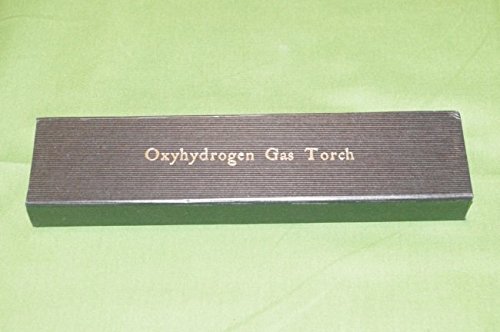 Oxyhydrogen Gas Torch